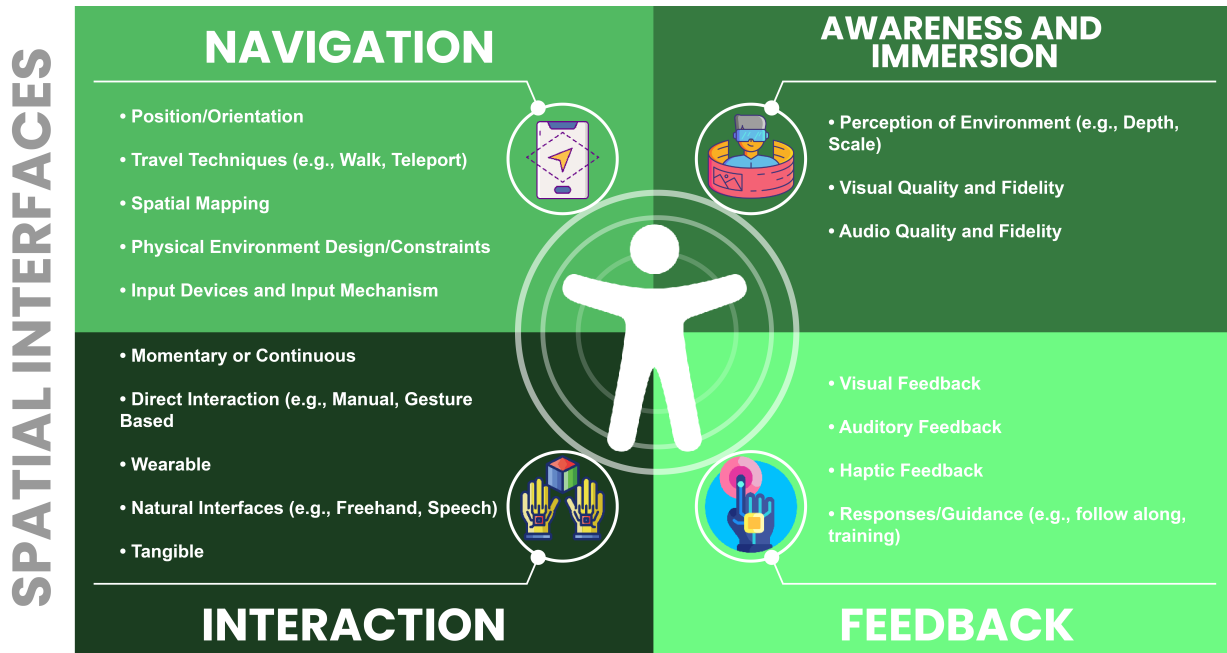 SPATIAL INTERFACES
NAVIGATION
• Position/Orientation
• Travel Techniques (e.g., Walk, Teleport)
• Spatial Mapping
• Physical Environment Design/Constraints
• Input Devices and Input Mechanism
AWARENESS AND
IMMERSION
• Perception of Environment (e.g., Depth,
Scale)
• Visual Quality and Fidelity
• Audio Quality and Fidelity
• Momentary or Continuous
• Direct Interaction (e.g., Manual, Gesture
Based
• Wearable
• Natural Interfaces (e.g., Freehand, Speech)
• Tangible
INTERACTION
• Visual Feedback
• Auditory Feedback
• Haptic Feedback
• Responses/Guidance (e.g., follow along,
training)
FEEDBACK